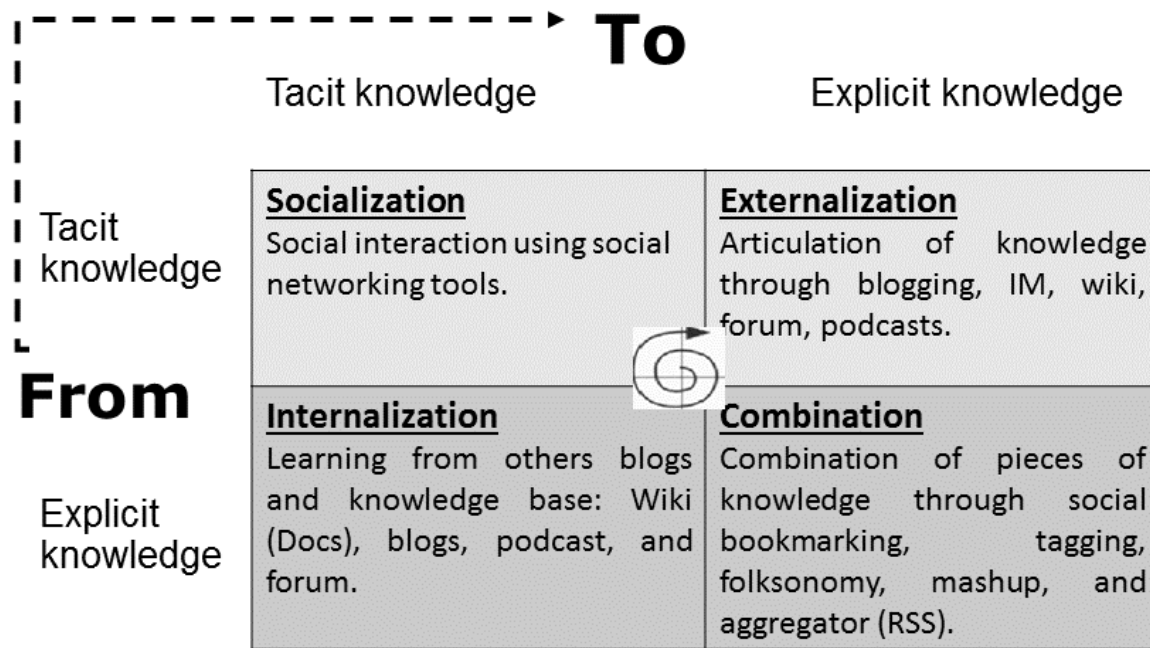 To
Tacit knowledge
Explicit knowledge
Tacit
knowledge
Socialization
Social interaction using social
networking tools.
Externalization
Articulation of knowledge
through blogging, IM, wiki,
forum, podcasts.
From
Explicit
knowledge
Internalization
Learning from others blogs
and knowledge base: Wiki
(Docs), blogs, podcast, and
forum.
Combination
Combination of pieces of
knowledge through social
bookmarking, tagging,
folksonomy, mashup, and
aggregator (RSS).